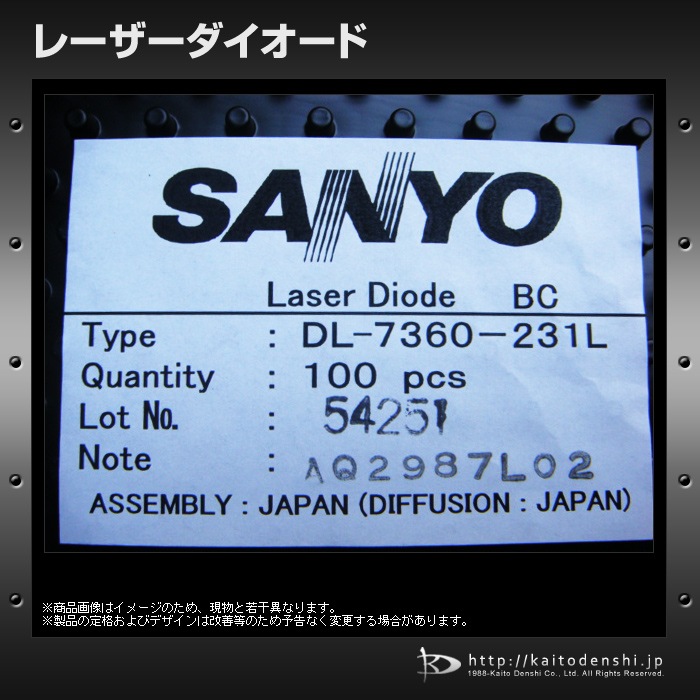 レーザーダイオード
SANYO
Laser Diode BC
Type : DL-7360-231L
Quantity : 100 pcs
Lot No. : 54251
Note : AQ2987L02
ASSEMBLY : JAPAN (DIFFUSION : JAPAN)
※商品画像はイメージのため、現物と若干異なります。
※製品の定格およびデザインは改善等のため予告なく変更する場合があります。
http://kaitodenshi.jp
1988-Kaito Denshi Co., Ltd. All Rights Reserved.